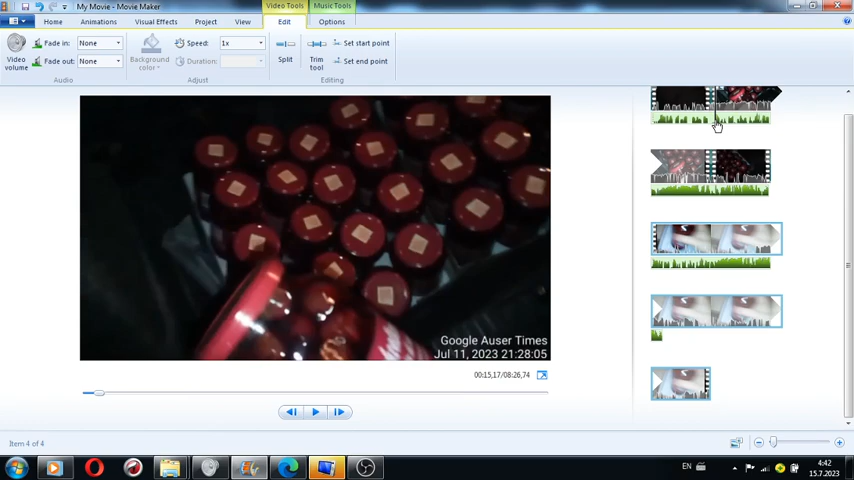 My Movie - Movie Maker
Video Tools
Music Tools
Home
Animations
Visual Effects
Project
View
Edit
Options
Video volume
Fade in:
None
Fade out:
None
Audio
Background color
Speed:
1x
Duration:
Adjust
Split
Trim tool
Set start point
Set end point
Editing
Google Auser Times
Jul 11, 2023 21:28:05
00:15,17/08:26,74
Item 4 of 4
EN
4:42
15.7.2023